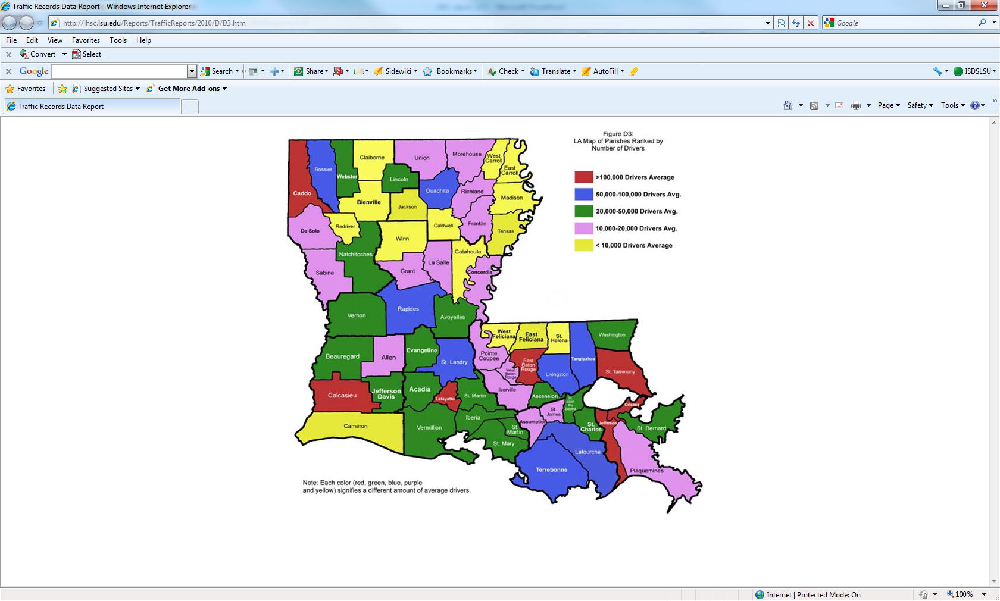 Traffic Records Data Report - Windows Internet Explorer
http://lhsc.lsu.edu/Reports/TrafficReports/2010/D/D3.htm
Google
File Edit View Favorites Tools Help
x Convert Select
x Google Search Share Sidewiki Bookmarks Check Translate AutoFill ISDSLSU
Favorites Suggested Sites Get More Add-ons
Traffic Records Data Report
Page Safety Tools
Figure D3:
LA Map of Parishes Ranked by
Number of Drivers
>100,000 Drivers Average
50,000-100,000 Drivers Avg.
20,000-50,000 Drivers Avg.
10,000-20,000 Drivers Avg.
< 10,000 Drivers Average
Caddo
Bossier
Webster
Claiborne
Union
Morehouse
West
Carroll
East
Carroll
Lincoln
Ouachita
Richland
Madison
Bienville
Jackson
De Soto
Redriver
Caldwell
Franklin
Tensas
Winn
Natchitoches
Catahoula
La Salle
Sabine
Grant
Concordia
Vernon
Rapides
Avoyelles
West
Feliciana
East
Feliciana
St.
Helena
Washington
Beauregard
Allen
Evangeline
St. Landry
Pointe
Coupee
East
Baton
Rouge
Tangipahoa
West
Baton
Rouge
Livingston
St. Tammany
Calcasieu
Jefferson
Davis
Acadia
Lafayette
St. Martin
Iberville
Ascension
St.
John
the
Baptist
Orleans
Cameron
Vermillion
Iberia
St.
Martin
St. Mary
Assumption
St.
James
St.
Charles
Jefferson
St. Bernard
Terrebonne
Lafourche
Plaquemines
Note: Each color (red, green, blue, purple
and yellow) signifies a different amount of average drivers.
Internet | Protected Mode: On
100%